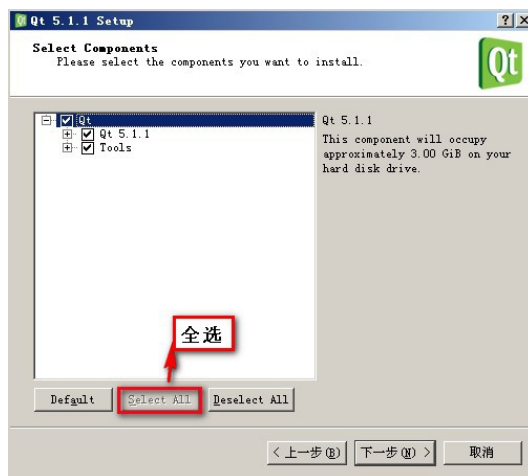 Qt 5.1.1 Setup
Select Components
Please select the components you want to install.
Qt
Qt
Qt 5.1.1
Tools
Qt 5.1.1
This component will occupy
approximately 3.00 GiB on your
hard disk drive.
全选
Default
Select All
Deselect All
< 上一步(B)
下一步(N) >
取消